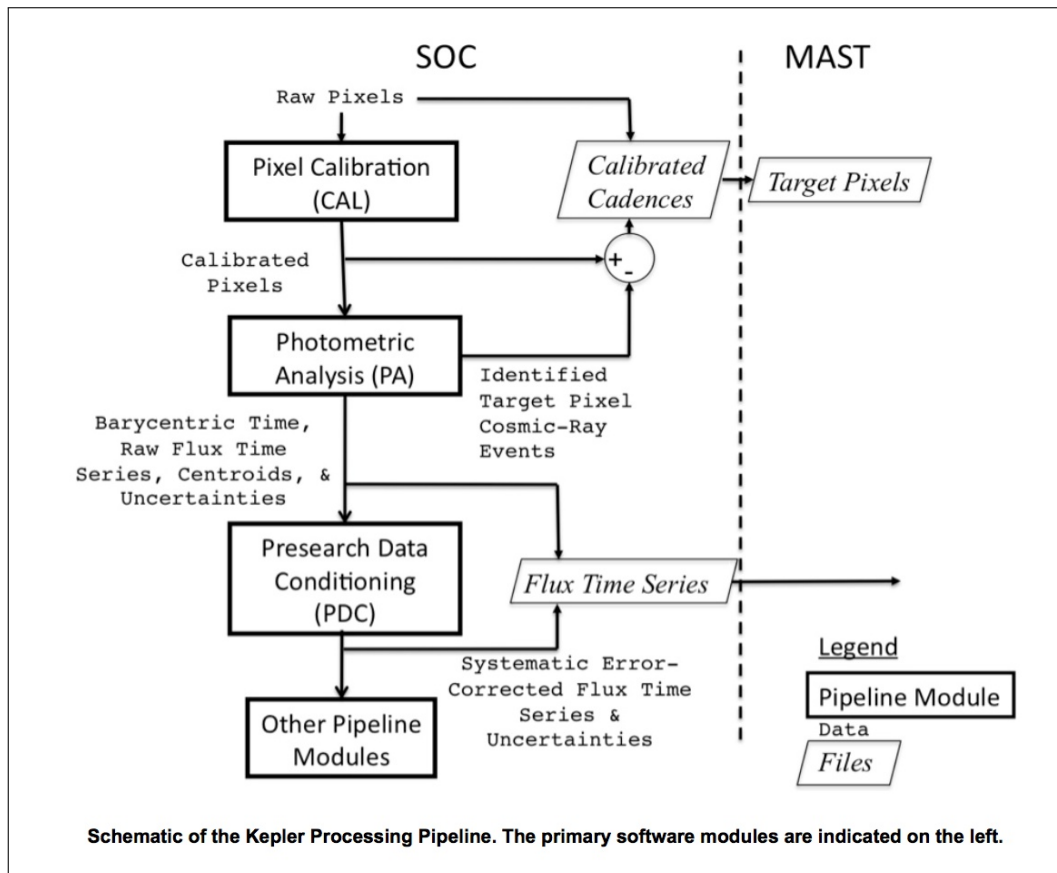 SOC
MAST
Raw Pixels
Pixel Calibration
(CAL)
Calibrated
Cadences
Target Pixels
Calibrated
Pixels
+
-
Photometric
Analysis (PA)
Identified
Target Pixel
Cosmic-Ray
Events
Barycentric Time,
Raw Flux Time
Series, Centroids, &
Uncertainties
Presearch Data
Conditioning
(PDC)
Flux Time Series
Systematic Error-
Corrected Flux Time
Series &
Uncertainties
Other Pipeline
Modules
Legend
Pipeline Module
Data
Files
Schematic of the Kepler Processing Pipeline. The primary software modules are indicated on the left.